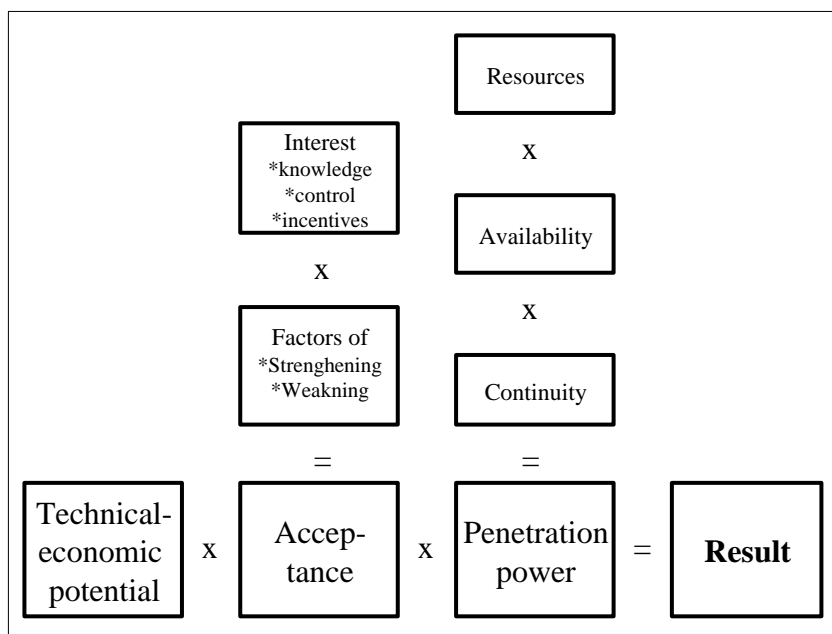 Resources
x
Interest
*knowledge
*control
*incentives
Availability
x
x
Factors of
*Strenghening
*Weakning
Continuity
=
=
Technical-
economic
potential
x
Accep-
tance
x
Penetration
power
=
Result